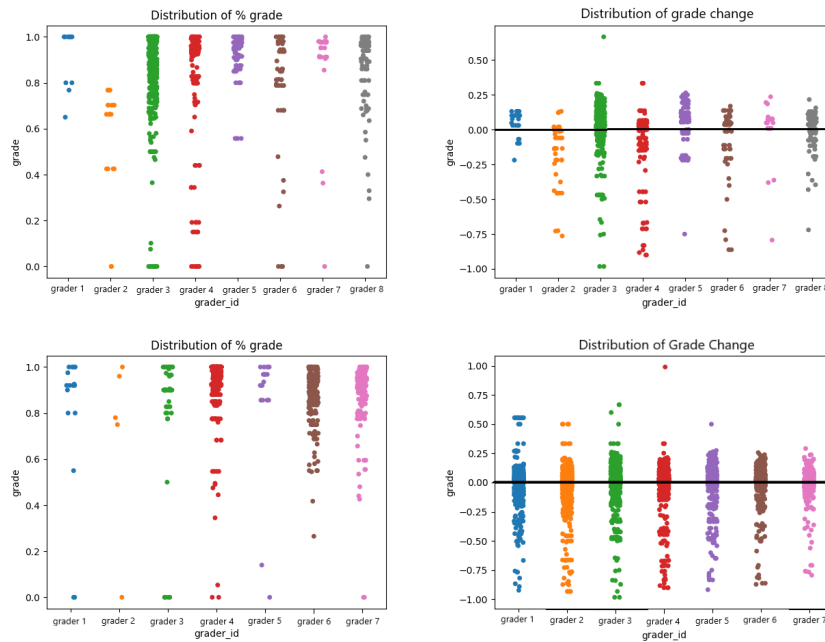 Distribution of % grade
1.0
0.8
0.6
0.4
0.2
0.0
grade
grader 1 grader 2 grader 3 grader 4 grader 5 grader 6 grader 7 grader 8
grader_id
Distribution of grade change
0.50
0.25
0.00
−0.25
−0.50
−0.75
−1.00
grade
grader 1 grader 2 grader 3 grader 4 grader 5 grader 6 grader 7 grader 8
grader_id
Distribution of % grade
1.0
0.8
0.6
0.4
0.2
0.0
grade
grader 1 grader 2 grader 3 grader 4 grader 5 grader 6 grader 7
grader_id
Distribution of Grade Change
1.00
0.75
0.50
0.25
0.00
−0.25
−0.50
−0.75
−1.00
grade
grader 1 grader 2 grader 3 grader 4 grader 5 grader 6 grader 7
grader_id